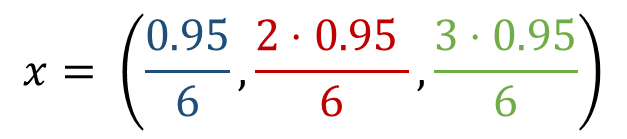 x = (0.95/6, 2 · 0.95/6, 3 · 0.95/6)